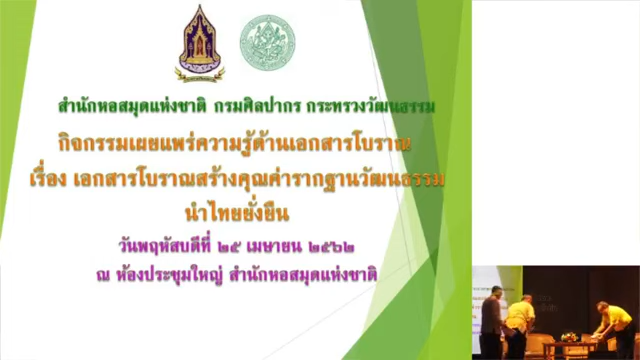 สำนักหอสมุดแห่งชาติ กรมศิลปากร กระทรวงวัฒนธรรม
กิจกรรมเผยแพร่ความรู้ด้านเอกสารโบราณ
เรื่อง เอกสารโบราณสร้างคุณค่ารากฐานวัฒนธรรม
นำไทยยั่งยืน
วันพฤหัสบดีที่ ๒๕ เมษายน ๒๕๖๒
ณ ห้องประชุมใหญ่ สำนักหอสมุดแห่งชาติ